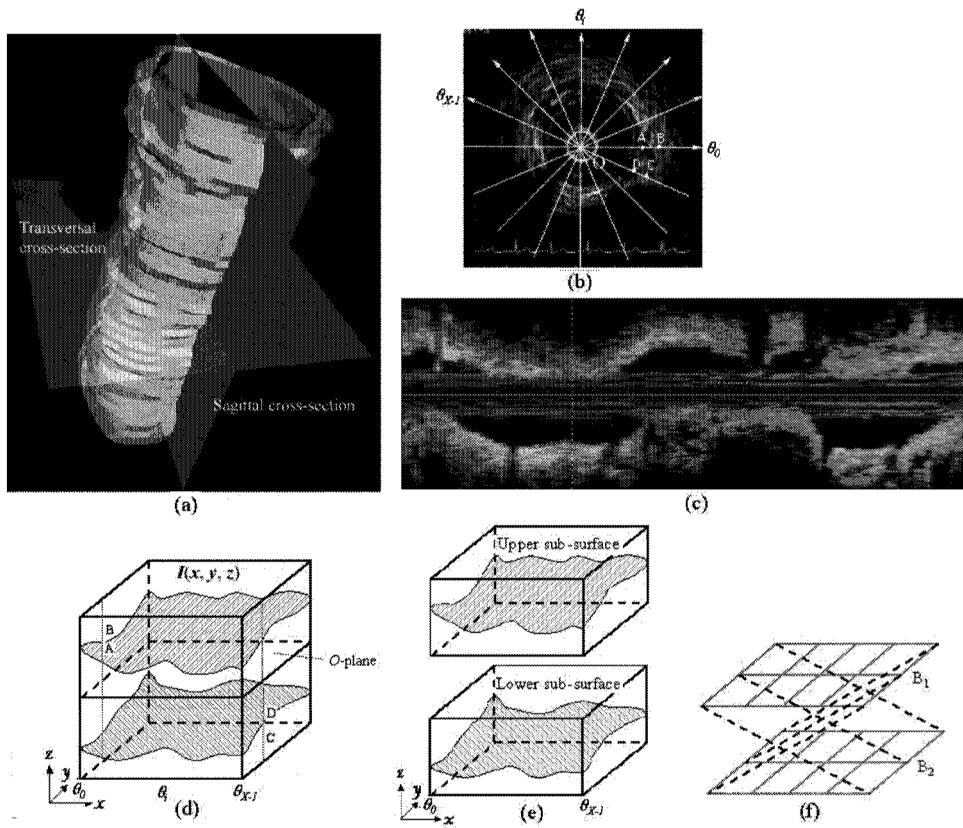 Transversal
cross-section
Sagittal cross-section
(a)
θi
θX-1
A B
θ0
O
(b)
(c)
I(x, y, z)
B
A
O-plane
D
C
z
y
x
θ0
θi
θX-1
(d)
Upper sub-surface
Lower sub-surface
z
y
x
θ0
θX-1
(e)
B1
B2
(f)